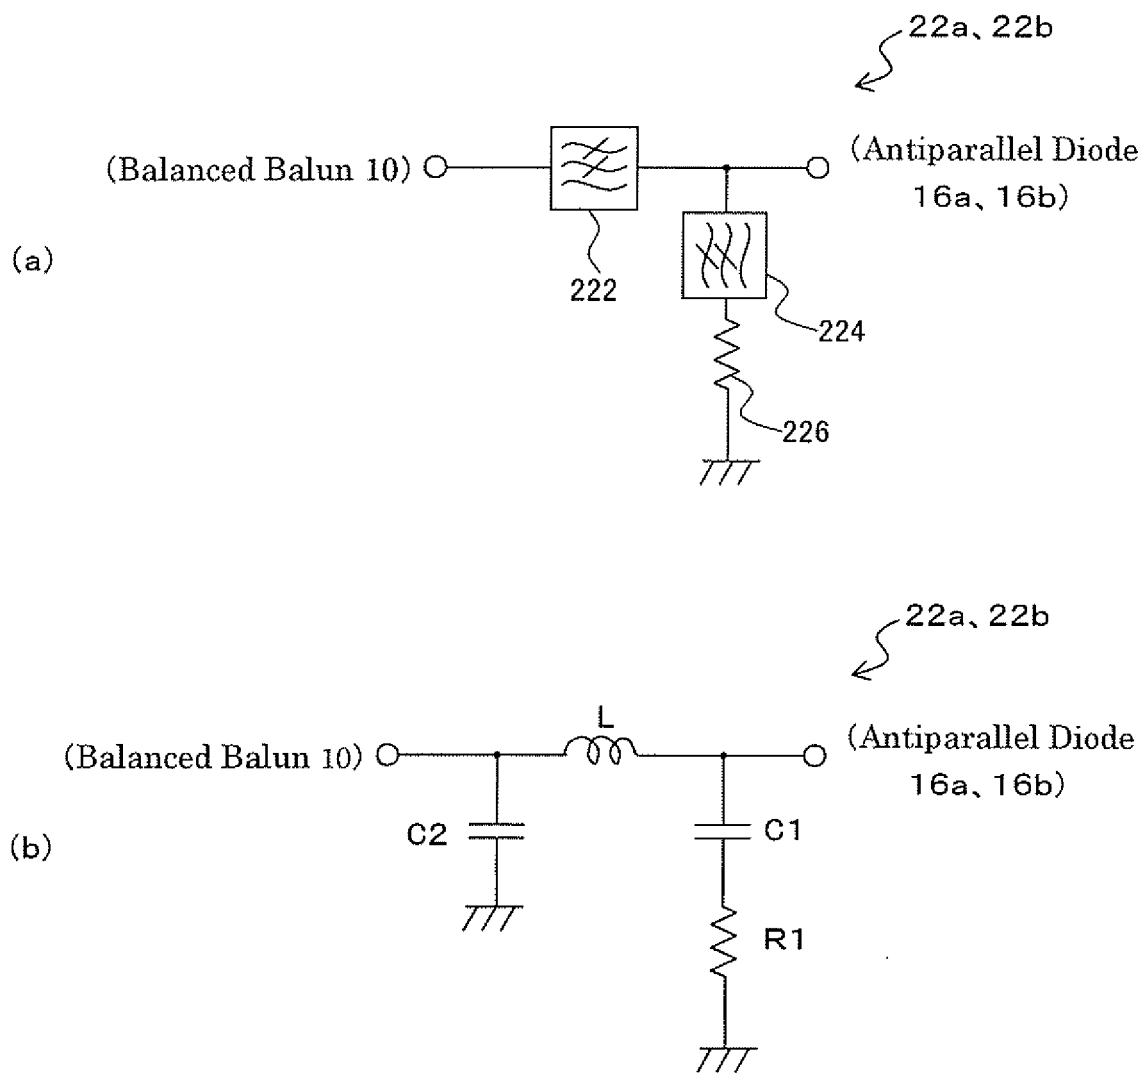 22a、22b
(Balanced Balun 10)
(Antiparallel Diode
16a、16b)
(a)
222
224
226
22a、22b
L
(Balanced Balun 10)
(Antiparallel Diode
16a、16b)
C2
C1
(b)
R1